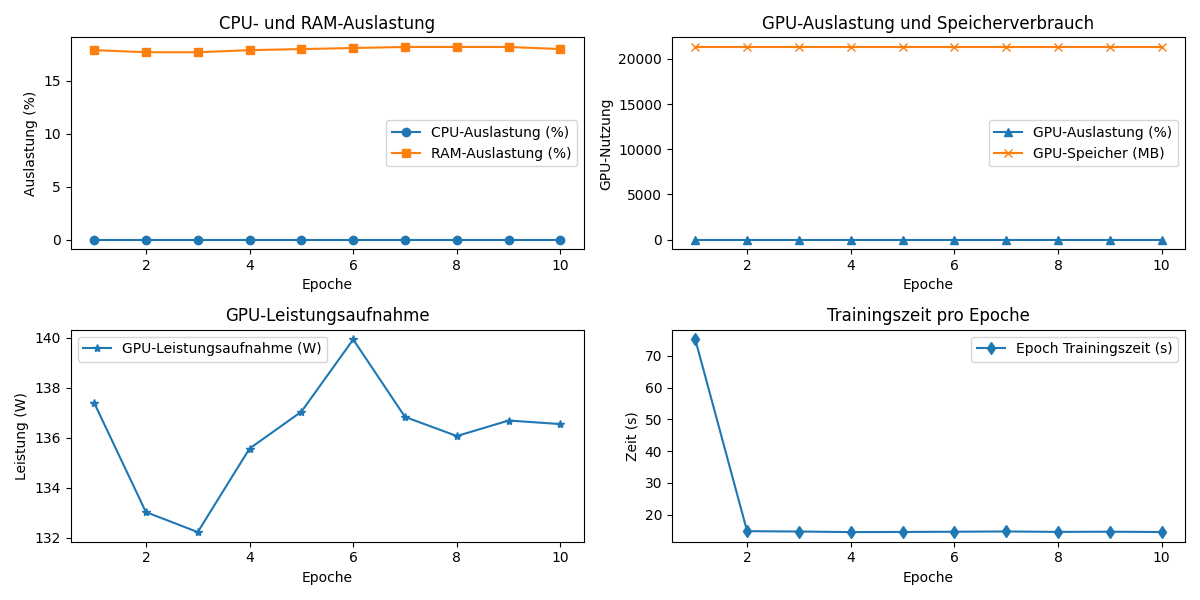 CPU- und RAM-Auslastung
Auslastung (%)
15
10
5
0
CPU-Auslastung (%)
RAM-Auslastung (%)
2 4 6 8 10
Epoche
GPU-Auslastung und Speicherverbrauch
GPU-Nutzung
20000
15000
10000
5000
0
GPU-Auslastung (%)
GPU-Speicher (MB)
2 4 6 8 10
Epoche
GPU-Leistungsaufnahme
Leistung (W)
140
138
136
134
132
GPU-Leistungsaufnahme (W)
2 4 6 8 10
Epoche
Trainingszeit pro Epoche
Zeit (s)
70
60
50
40
30
20
Epoch Trainingszeit (s)
2 4 6 8 10
Epoche